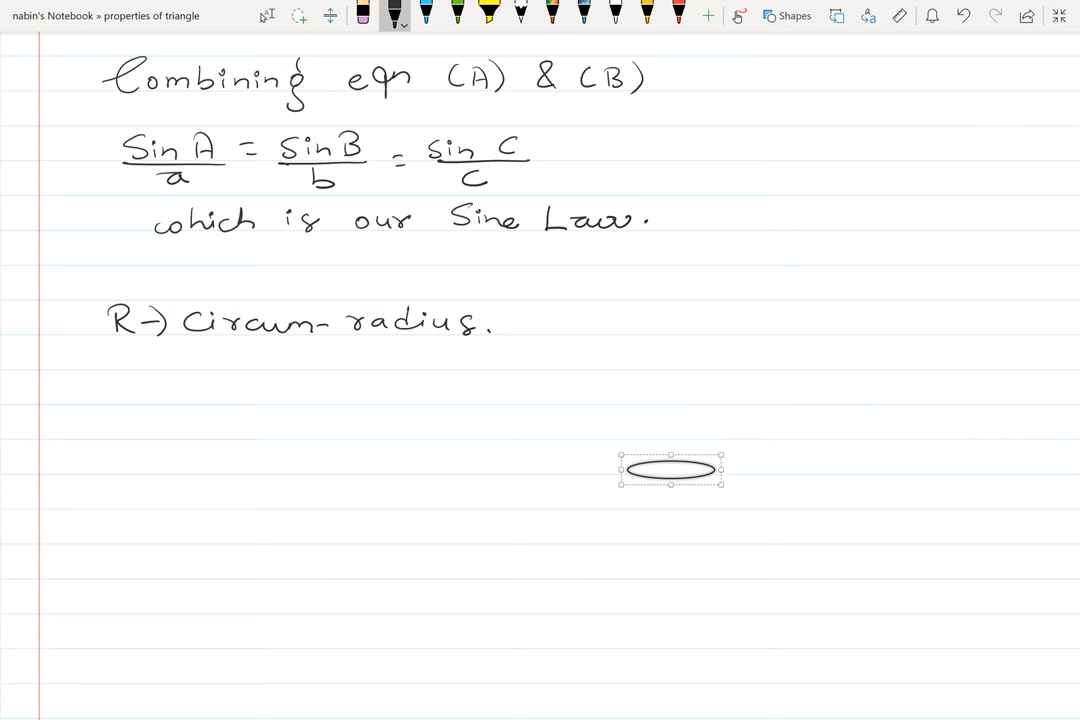 nabin's Notebook » properties of triangle Shapes
Combining eqn (A) & (B)
Sin A / a = Sin B / b = Sin C / c
which is our Sine Law.
R → Circum-radius.